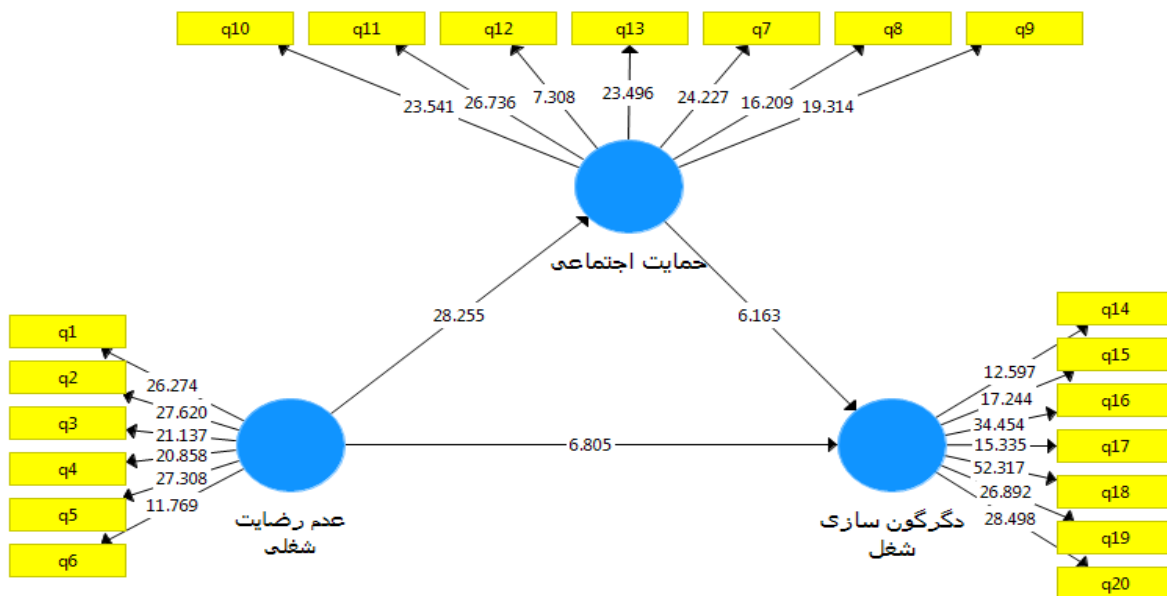 q10 q11 q12 q13 q7 q8 q9
23.541 26.736 7.308 23.496 24.227 16.209 19.314
حمایت اجتماعی
28.255 6.163
q1
q2
q3
q4
q5
q6
26.274
27.620
21.137
20.858
27.308
11.769
عدم رضایت
شغلی
6.805
دگرگون سازی
شغل
12.597
17.244
34.454
15.335
52.317
26.892
28.498
q14
q15
q16
q17
q18
q19
q20